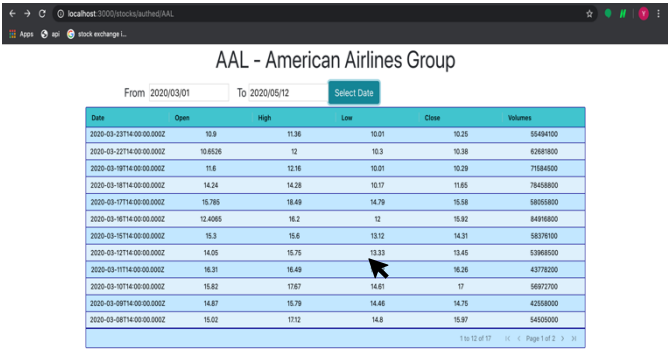 localhost:3000/stocks/authed/AAL
Apps api stock exchange i...
AAL - American Airlines Group
From 2020/03/01 To 2020/05/12 Select Date
Date Open High Low Close Volumes
2020-03-23T14:00:00.000Z 10.9 11.36 10.01 10.25 55494100
2020-03-22T14:00:00.000Z 10.6526 12 10.3 10.38 62681800
2020-03-19T14:00:00.000Z 11.6 12.16 10.01 10.29 71584500
2020-03-18T14:00:00.000Z 14.24 14.28 10.17 11.65 78458800
2020-03-17T14:00:00.000Z 15.785 18.49 14.79 15.58 58055800
2020-03-16T14:00:00.000Z 12.4065 16.2 12 15.92 84916800
2020-03-15T14:00:00.000Z 15.3 15.6 13.12 14.31 58376100
2020-03-12T14:00:00.000Z 14.05 15.75 13.33 13.45 53968500
2020-03-11T14:00:00.000Z 16.31 16.49 16.26 43778200
2020-03-10T14:00:00.000Z 15.82 17.67 14.61 17 56972700
2020-03-09T14:00:00.000Z 14.87 15.79 14.46 14.75 42558000
2020-03-08T14:00:00.000Z 15.02 17.12 14.8 15.97 54505000
1 to 12 of 17 Page 1 of 2